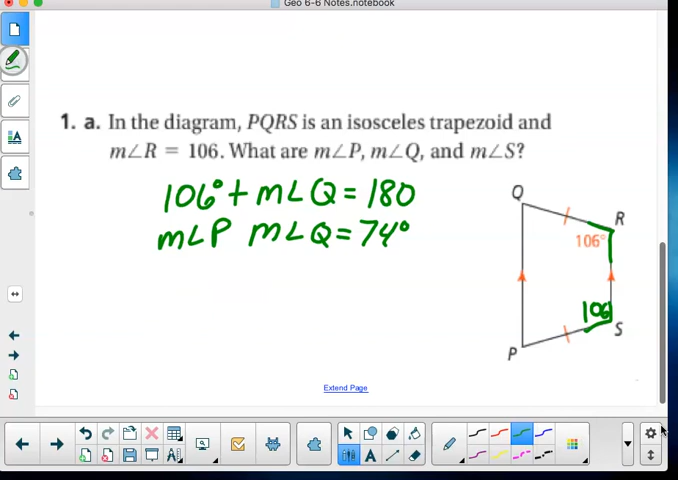 Geo 6-6 Notes.notebook
1. a. In the diagram, PQRS is an isosceles trapezoid and
m∠R = 106. What are m∠P, m∠Q, and m∠S?
106° + m∠Q = 180
m∠P m∠Q = 74°
Q
R
106°
106
S
P
Extend Page
A
A